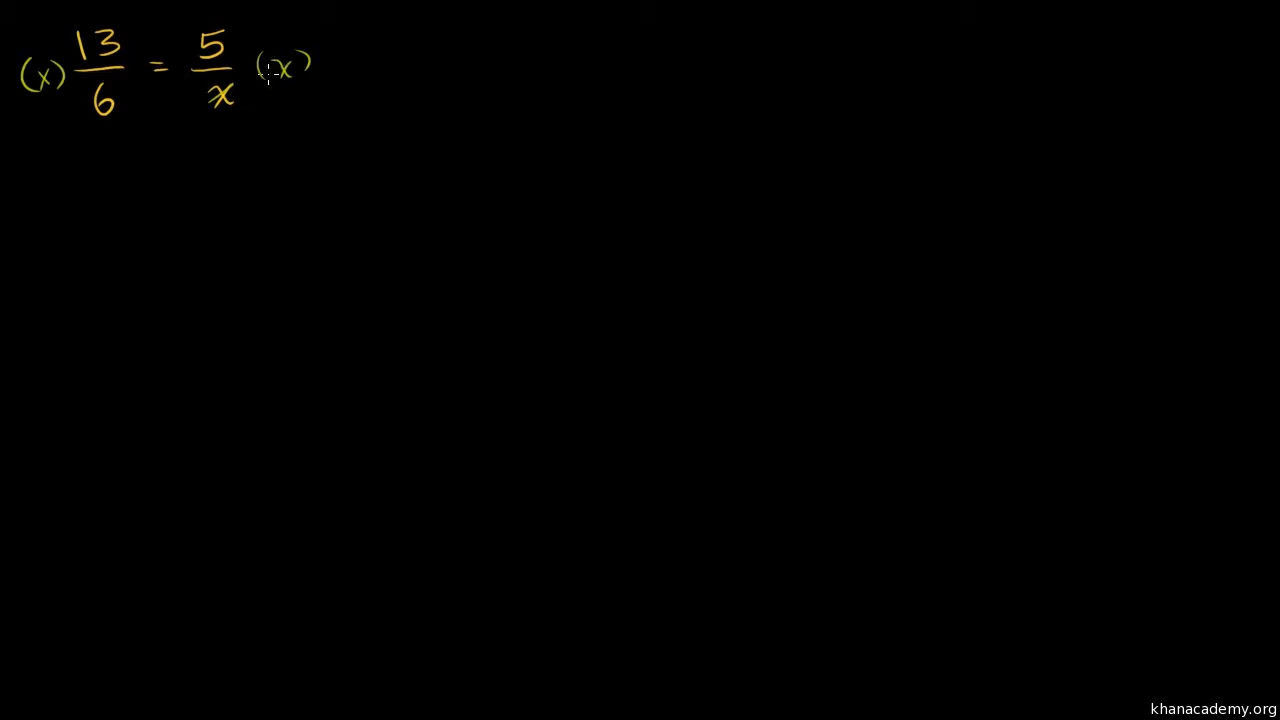 (x) 13/6 = 5/x (x)
khanacademy.org